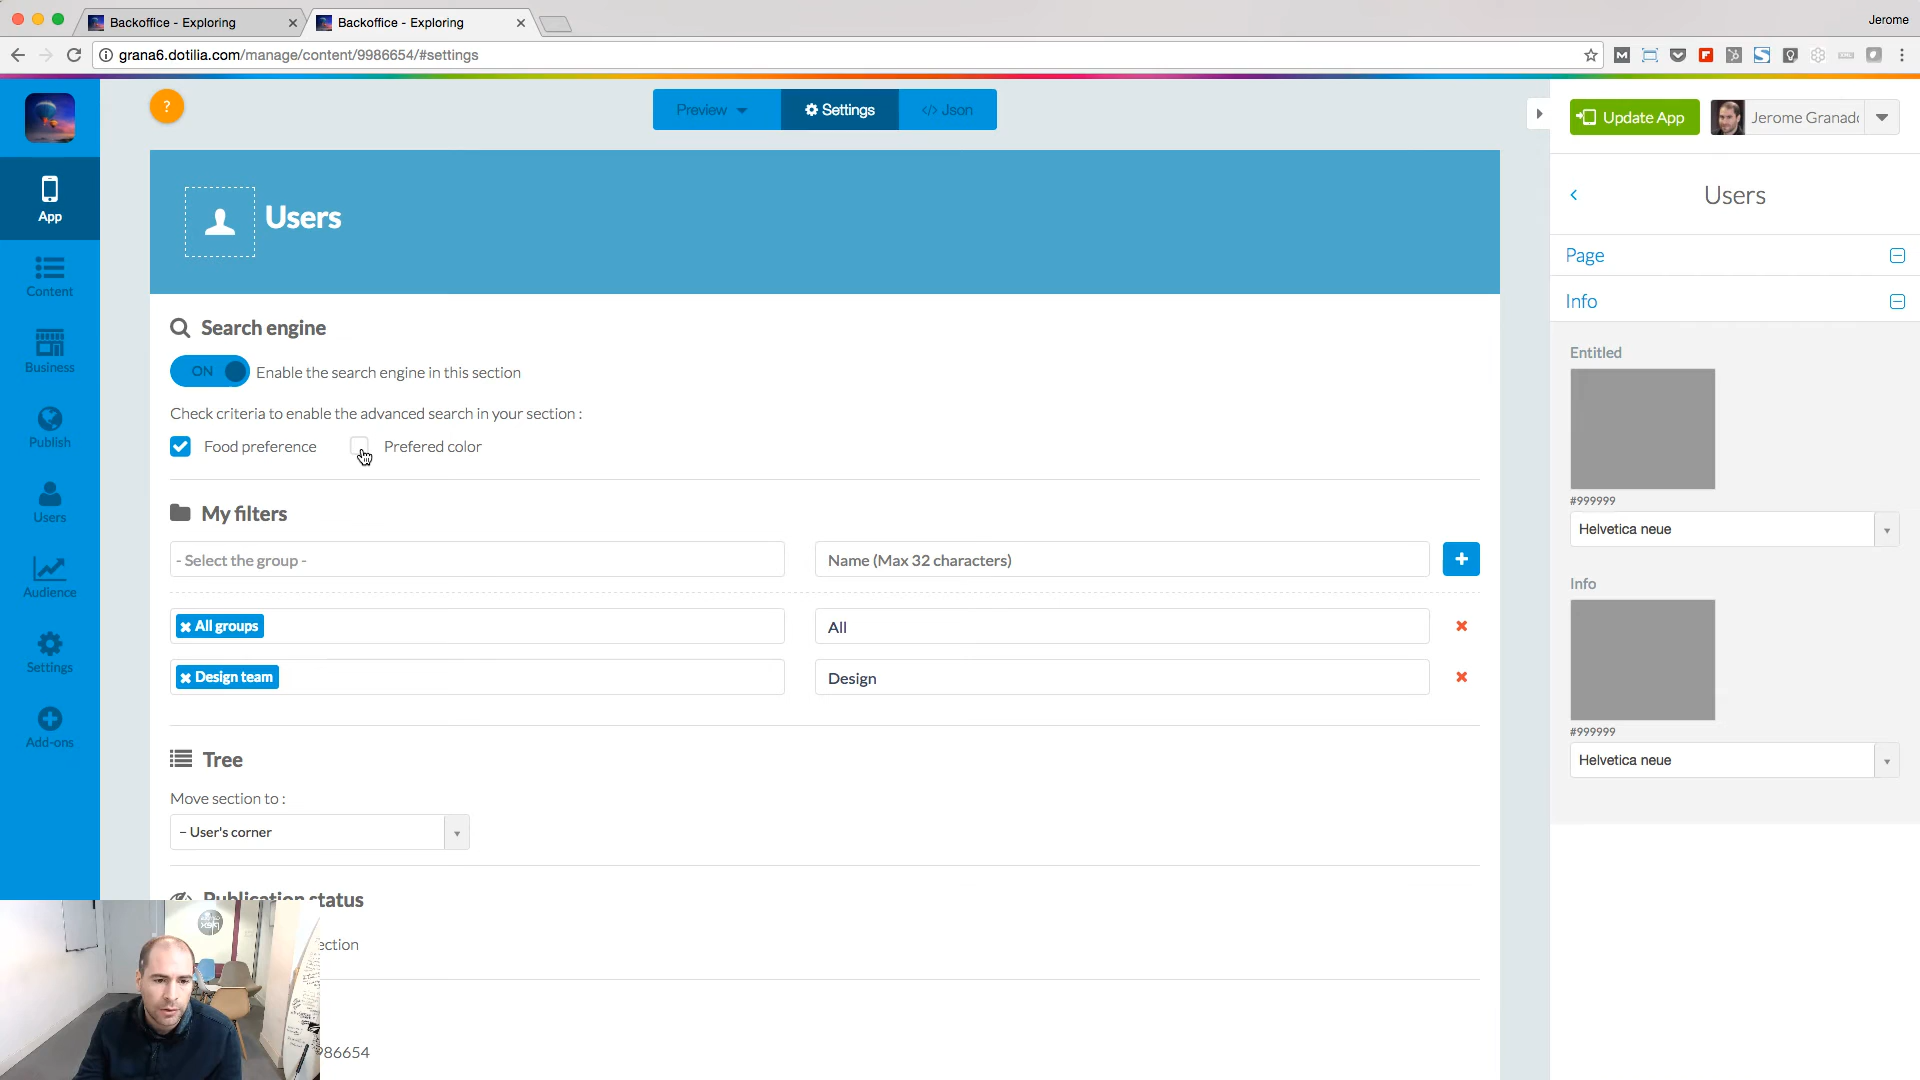 Backoffice - Exploring
Backoffice - Exploring
Jerome
grana6.dotilia.com/manage/content/9986654/#settings
?
Preview
Settings
</> Json
Update App
Jerome Granad
App
Content
Business
Publish
Users
Audience
Settings
Add-ons
Users
Search engine
ON
Enable the search engine in this section
Check criteria to enable the advanced search in your section :
Food preference
Prefered color
My filters
- Select the group -
Name (Max 32 characters)
+
All groups
All
Design team
Design
Tree
Move section to :
– User's corner
Publication status
ection
986654
Users
Page
Info
Entitled
#999999
Helvetica neue
Info
#999999
Helvetica neue